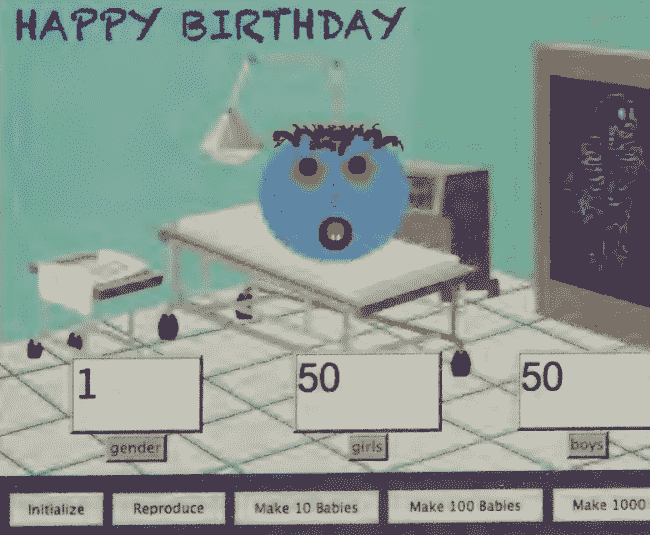 HAPPY BIRTHDAY
1
50
50
gender
girls
boys
Initialize
Reproduce
Make 10 Babies
Make 100 Babies
Make 1000